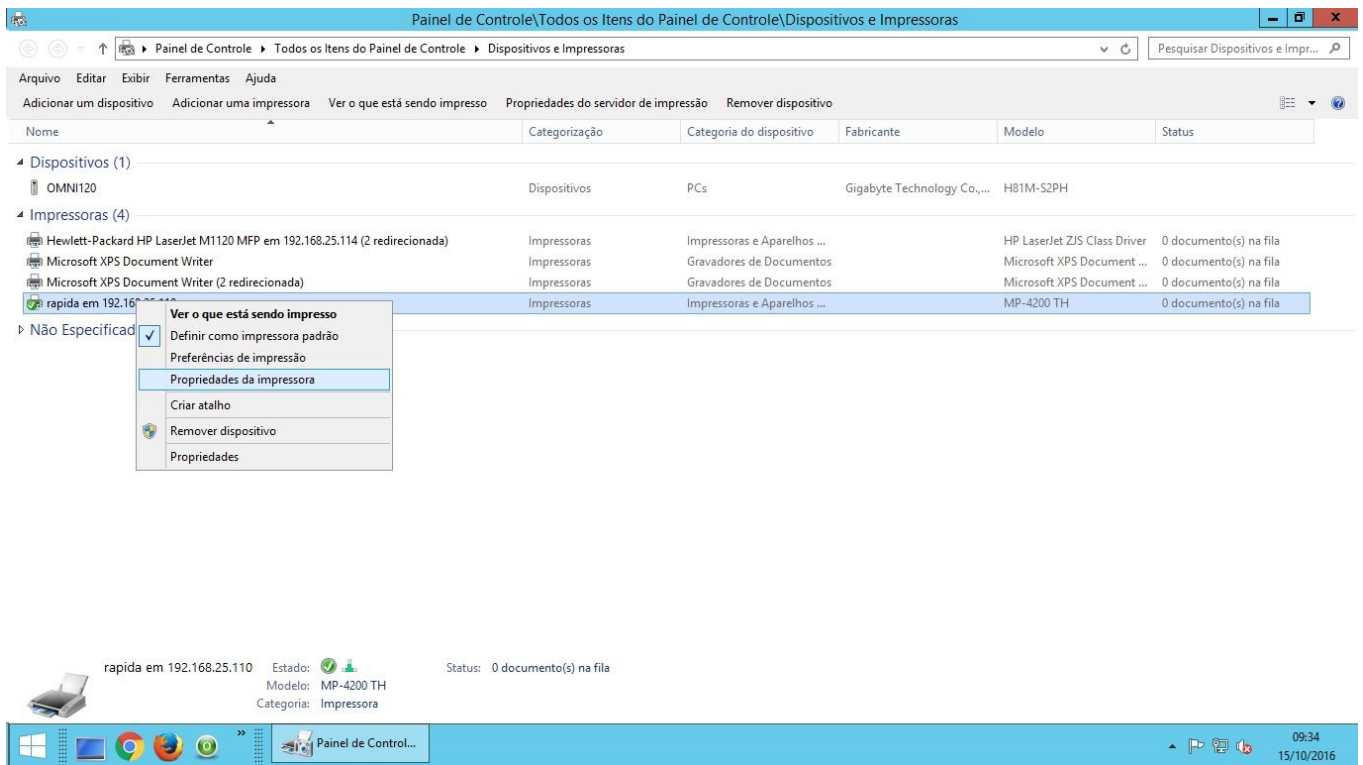 Painel de Controle\Todos os Itens do Painel de Controle\Dispositivos e Impressoras
Painel de Controle Todos os Itens do Painel de Controle Dispositivos e Impressoras
Pesquisar Dispositivos e Impr...
Arquivo Editar Exibir Ferramentas Ajuda
Adicionar um dispositivo Adicionar uma impressora Ver o que está sendo impresso Propriedades do servidor de impressão Remover dispositivo
Nome Categorização Categoria do dispositivo Fabricante Modelo Status
Dispositivos (1)
OMNI120 Dispositivos PCs Gigabyte Technology Co.,... H81M-S2PH
Impressoras (4)
Hewlett-Packard HP LaserJet M1120 MFP em 192.168.25.114 (2 redirecionada) Impressoras Impressoras e Aparelhos ... HP LaserJet ZJS Class Driver 0 documento(s) na fila
Microsoft XPS Document Writer Impressoras Gravadores de Documentos Microsoft XPS Document ... 0 documento(s) na fila
Microsoft XPS Document Writer (2 redirecionada) Impressoras Gravadores de Documentos Microsoft XPS Document ... 0 documento(s) na fila
rapida em Impressoras Impressoras e Aparelhos ... MP-4200 TH 0 documento(s) na fila
Não Especificad
Ver o que está sendo impresso
Definir como impressora padrão
Preferências de impressão
Propriedades da impressora
Criar atalho
Remover dispositivo
Propriedades
rapida em 192.168.25.110 Estado: Status: 0 documento(s) na fila
Modelo: MP-4200 TH
Categoria: Impressora
Painel de Control...
09:34
15/10/2016